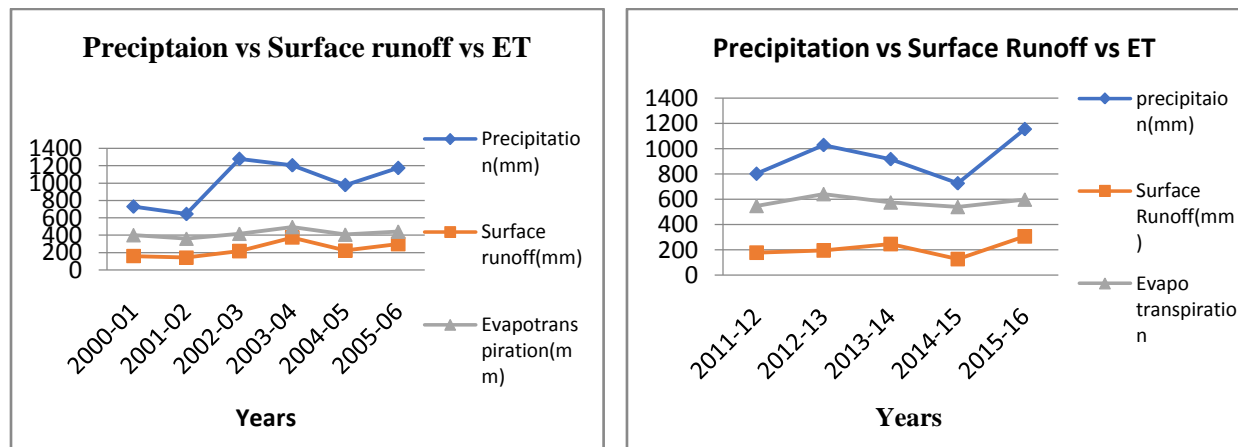 Preciptaion vs Surface runoff vs ET
1400
1200
1000
800
600
400
200
0
2000-01
2001-02
2002-03
2003-04
2004-05
2005-06
Years
Precipitatio
n(mm)
Surface
runoff(mm)
Evapotrans
piration(m
m)
Precipitation vs Surface Runoff vs ET
1400
1200
1000
800
600
400
200
0
2011-12
2012-13
2013-14
2014-15
2015-16
Years
precipitaio
n(mm)
Surface
Runoff(mm
)
Evapo
transpiratio
n